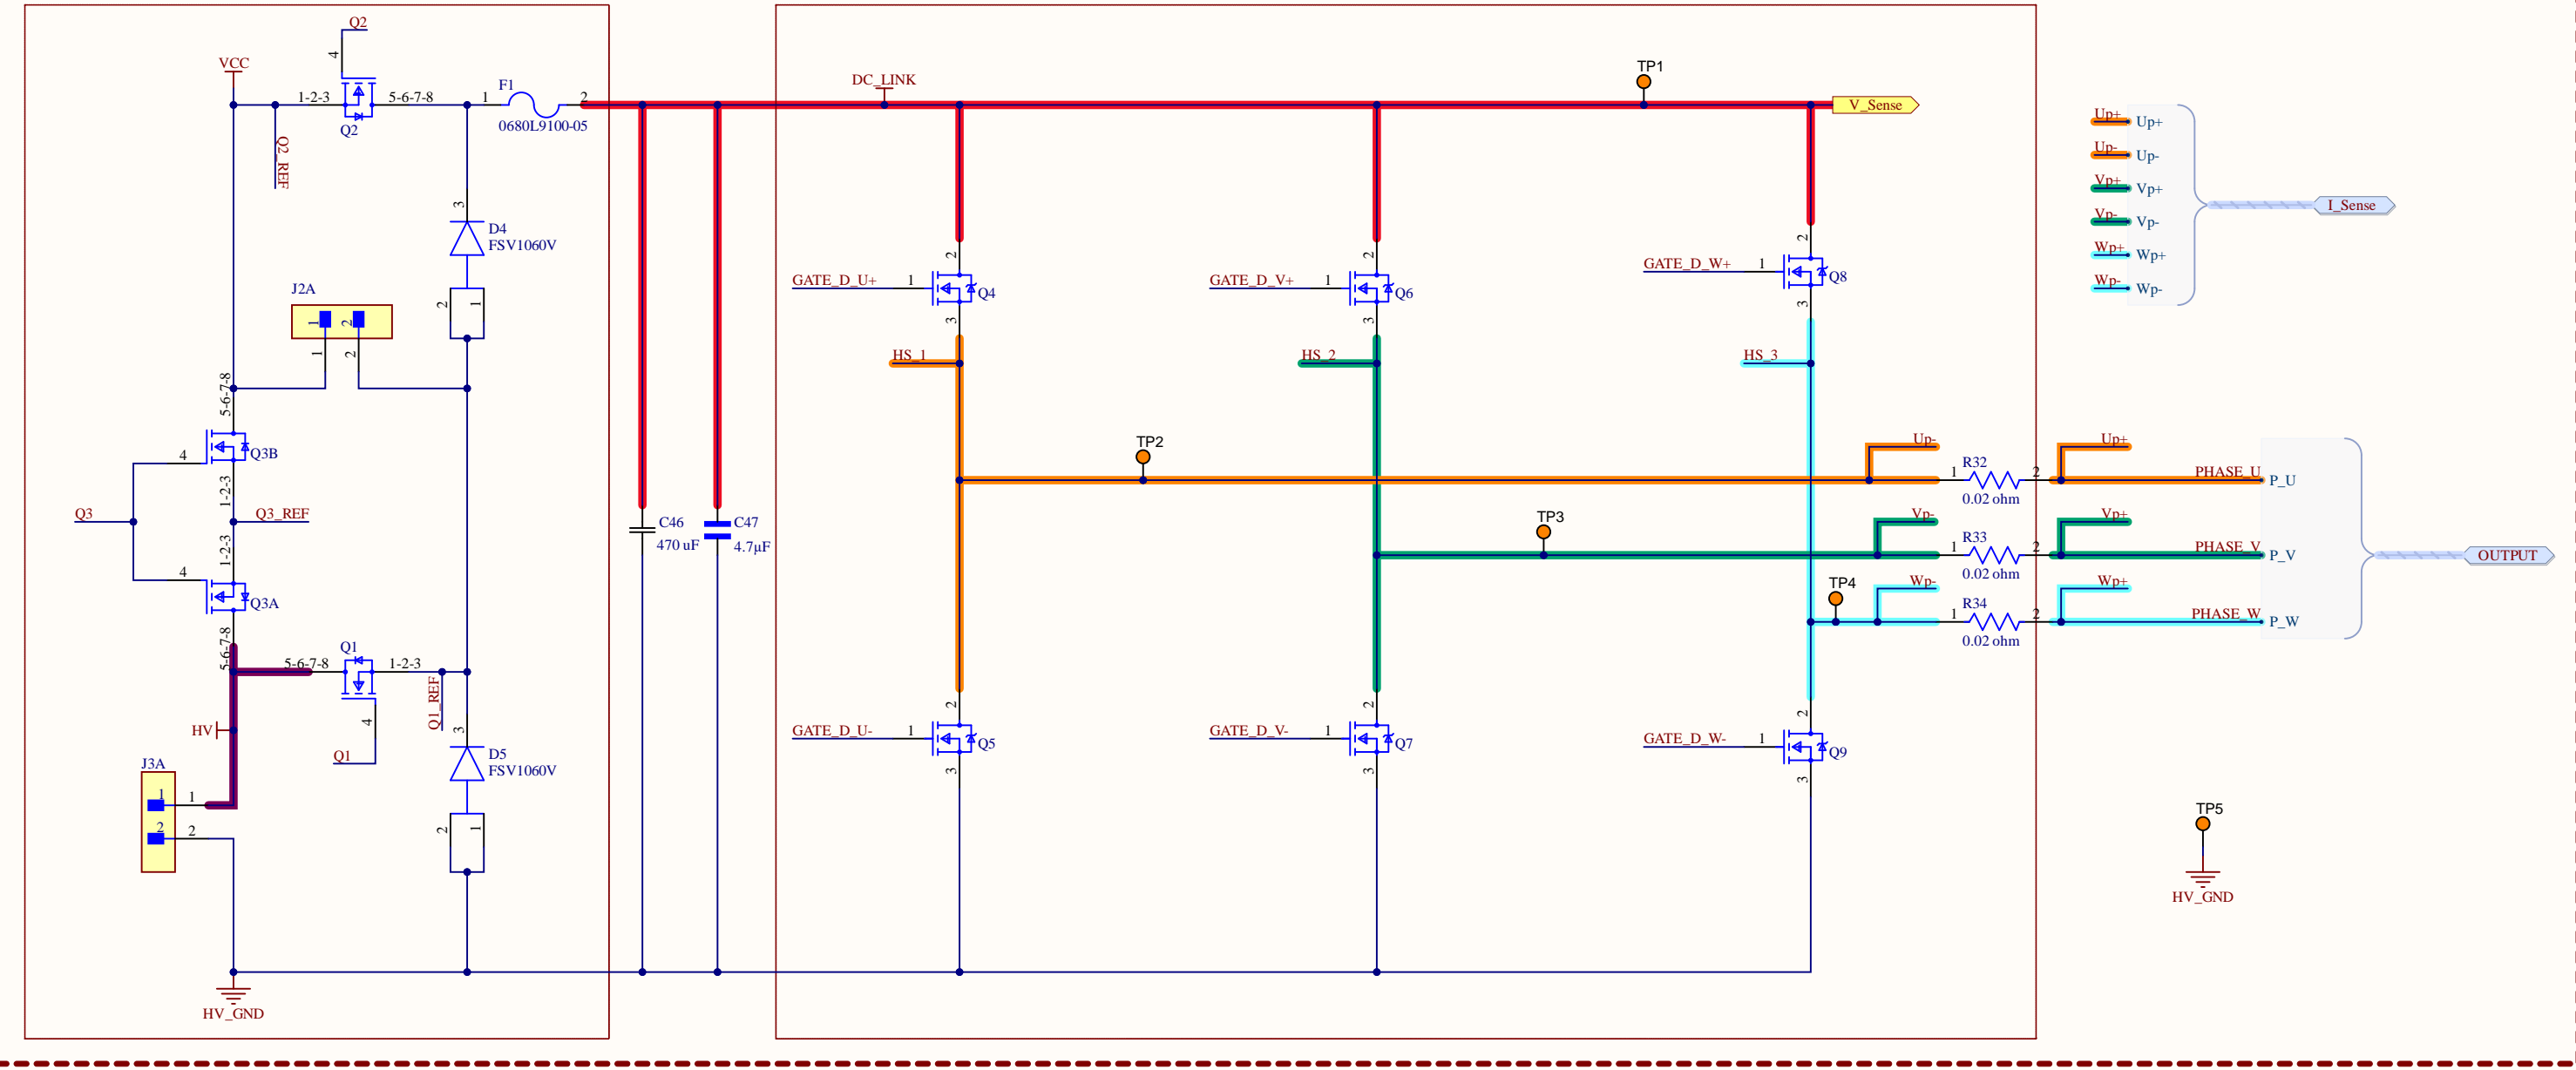 Q2
4
VCC
1-2-3
5-6-7-8
Q2
Q2_REF
F1
1
2
0680L9100-05
3
D4
FSV1060V
2
1
J2A
1
2
1
2
5-6-7-8
Q3B
4
1-2-3
Q3
Q3_REF
1-2-3
4
Q3A
5-6-7-8
Q1
5-6-7-8
1-2-3
4
Q1
Q1_REF
HV
3
D5
FSV1060V
2
1
J3A
1
1
2
2
HV_GND
C46
470 uF
C47
4.7µF
DC_LINK
TP1
V_Sense
GATE_D_U+
1
2
Q4
3
GATE_D_V+
1
2
Q6
3
GATE_D_W+
1
2
Q8
3
HS_1
HS_2
HS_3
TP2
TP3
TP4
GATE_D_U-
1
2
Q5
3
GATE_D_V-
1
2
Q7
3
GATE_D_W-
1
2
Q9
3
Up-
R32
1
2
0.02 ohm
Up+
PHASE_U
P_U
Vp-
R33
1
2
0.02 ohm
Vp+
PHASE_V
P_V
Wp-
R34
1
2
0.02 ohm
Wp+
PHASE_W
P_W
OUTPUT
Up+ Up+
Up- Up-
Vp+ Vp+
Vp- Vp-
Wp+ Wp+
Wp- Wp-
I_Sense
TP5
HV_GND